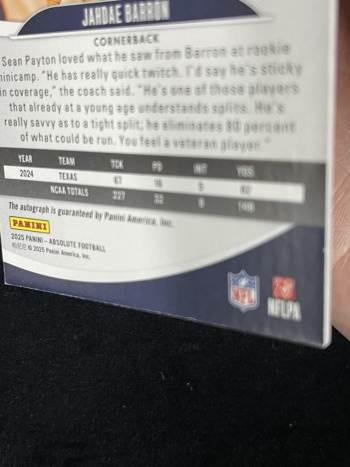 JAHDAE BARRON
CORNERBACK
Sean Payton loved what he saw from Barron at rookie
minicamp. "He has really quick twitch. I'd say he's sticky
in coverage," the coach said. "He's one of those players
that already at a young age understands splits. He's
really savvy as to a tight split; he eliminates 80 percent
of what could be run. You feel a veteran player."
YEAR TEAM TCK PD INT YDS
2024 TEXAS 67 16 5
NCAA TOTALS 227 32 8
The autograph is guaranteed by Panini America, Inc.
PANINI
2025 PANINI – ABSOLUTE FOOTBALL
© 2025 Panini America, Inc.
NFL
NFLPA